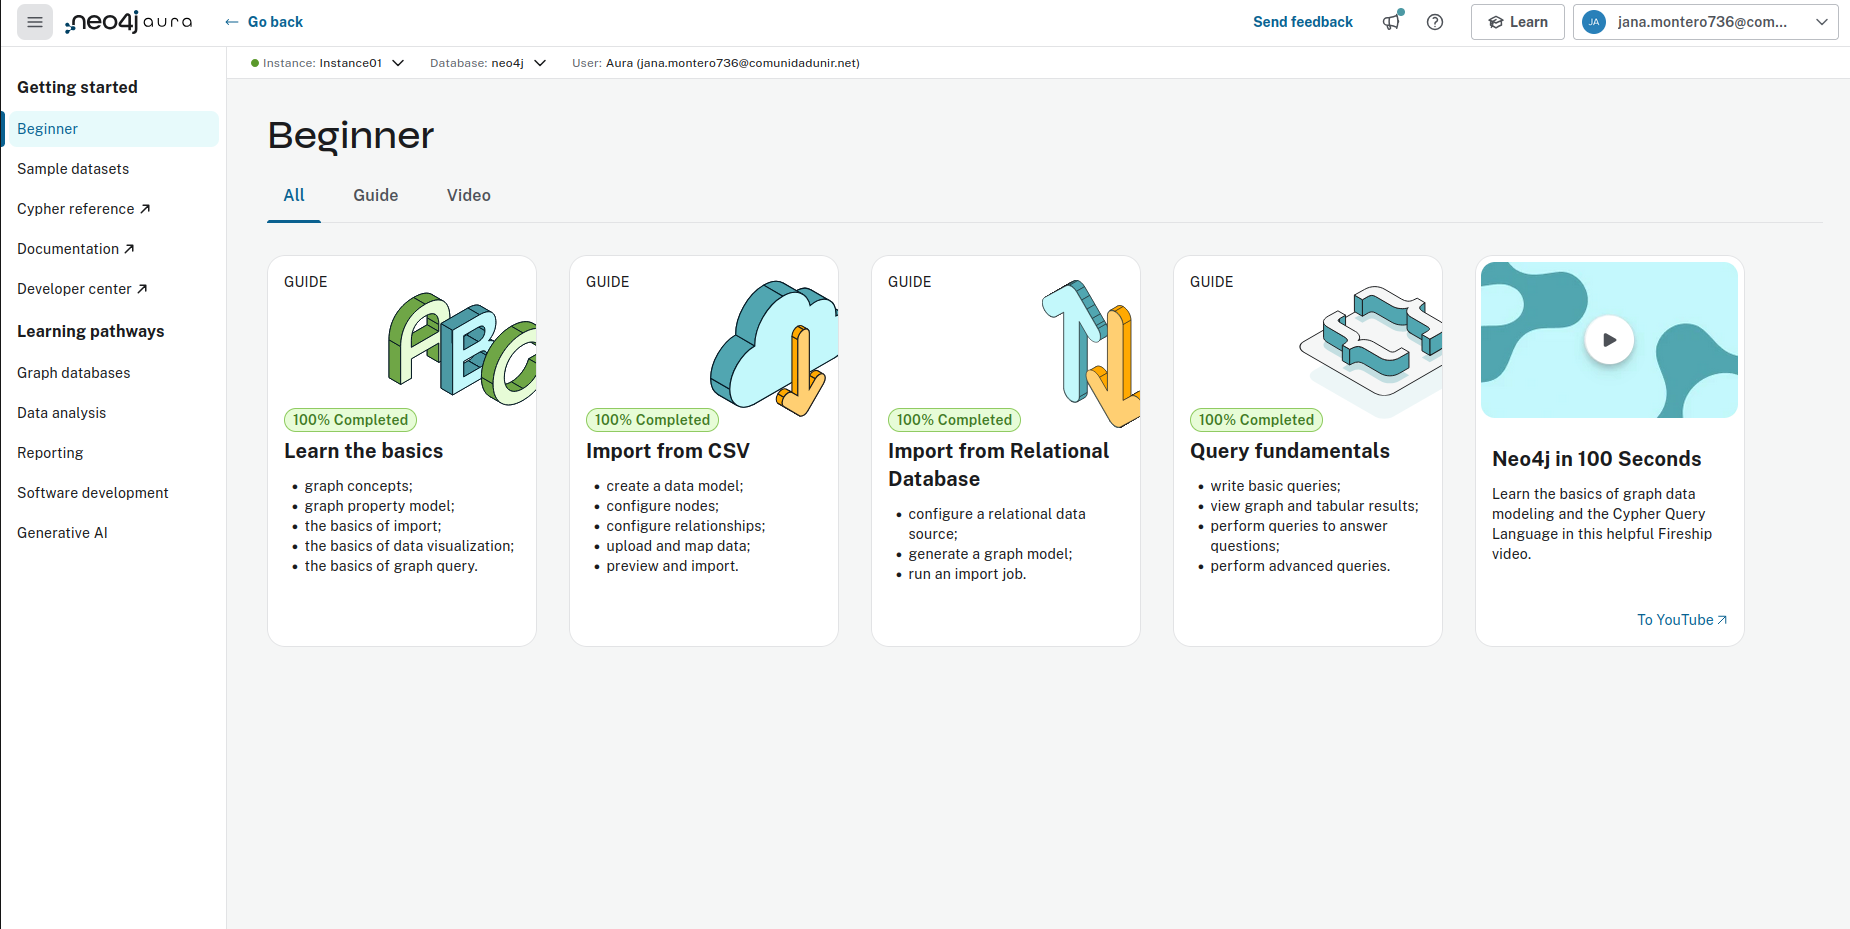 neo4j aura
Go back
Send feedback
Learn
JA
jana.montero736@com...
Instance: Instance01
Database: neo4j
User: Aura (jana.montero736@comunidadunir.net)
Getting started
Beginner
Sample datasets
Cypher reference
Documentation
Developer center
Learning pathways
Graph databases
Data analysis
Reporting
Software development
Generative AI
Beginner
All
Guide
Video
GUIDE
ABC
100% Completed
Learn the basics
• graph concepts;
• graph property model;
• the basics of import;
• the basics of data visualization;
• the basics of graph query.
GUIDE
100% Completed
Import from CSV
• create a data model;
• configure nodes;
• configure relationships;
• upload and map data;
• preview and import.
GUIDE
100% Completed
Import from Relational
Database
• configure a relational data
source;
• generate a graph model;
• run an import job.
GUIDE
100% Completed
Query fundamentals
• write basic queries;
• view graph and tabular results;
• perform queries to answer
questions;
• perform advanced queries.
Neo4j in 100 Seconds
Learn the basics of graph data
modeling and the Cypher Query
Language in this helpful Fireship
video.
To YouTube